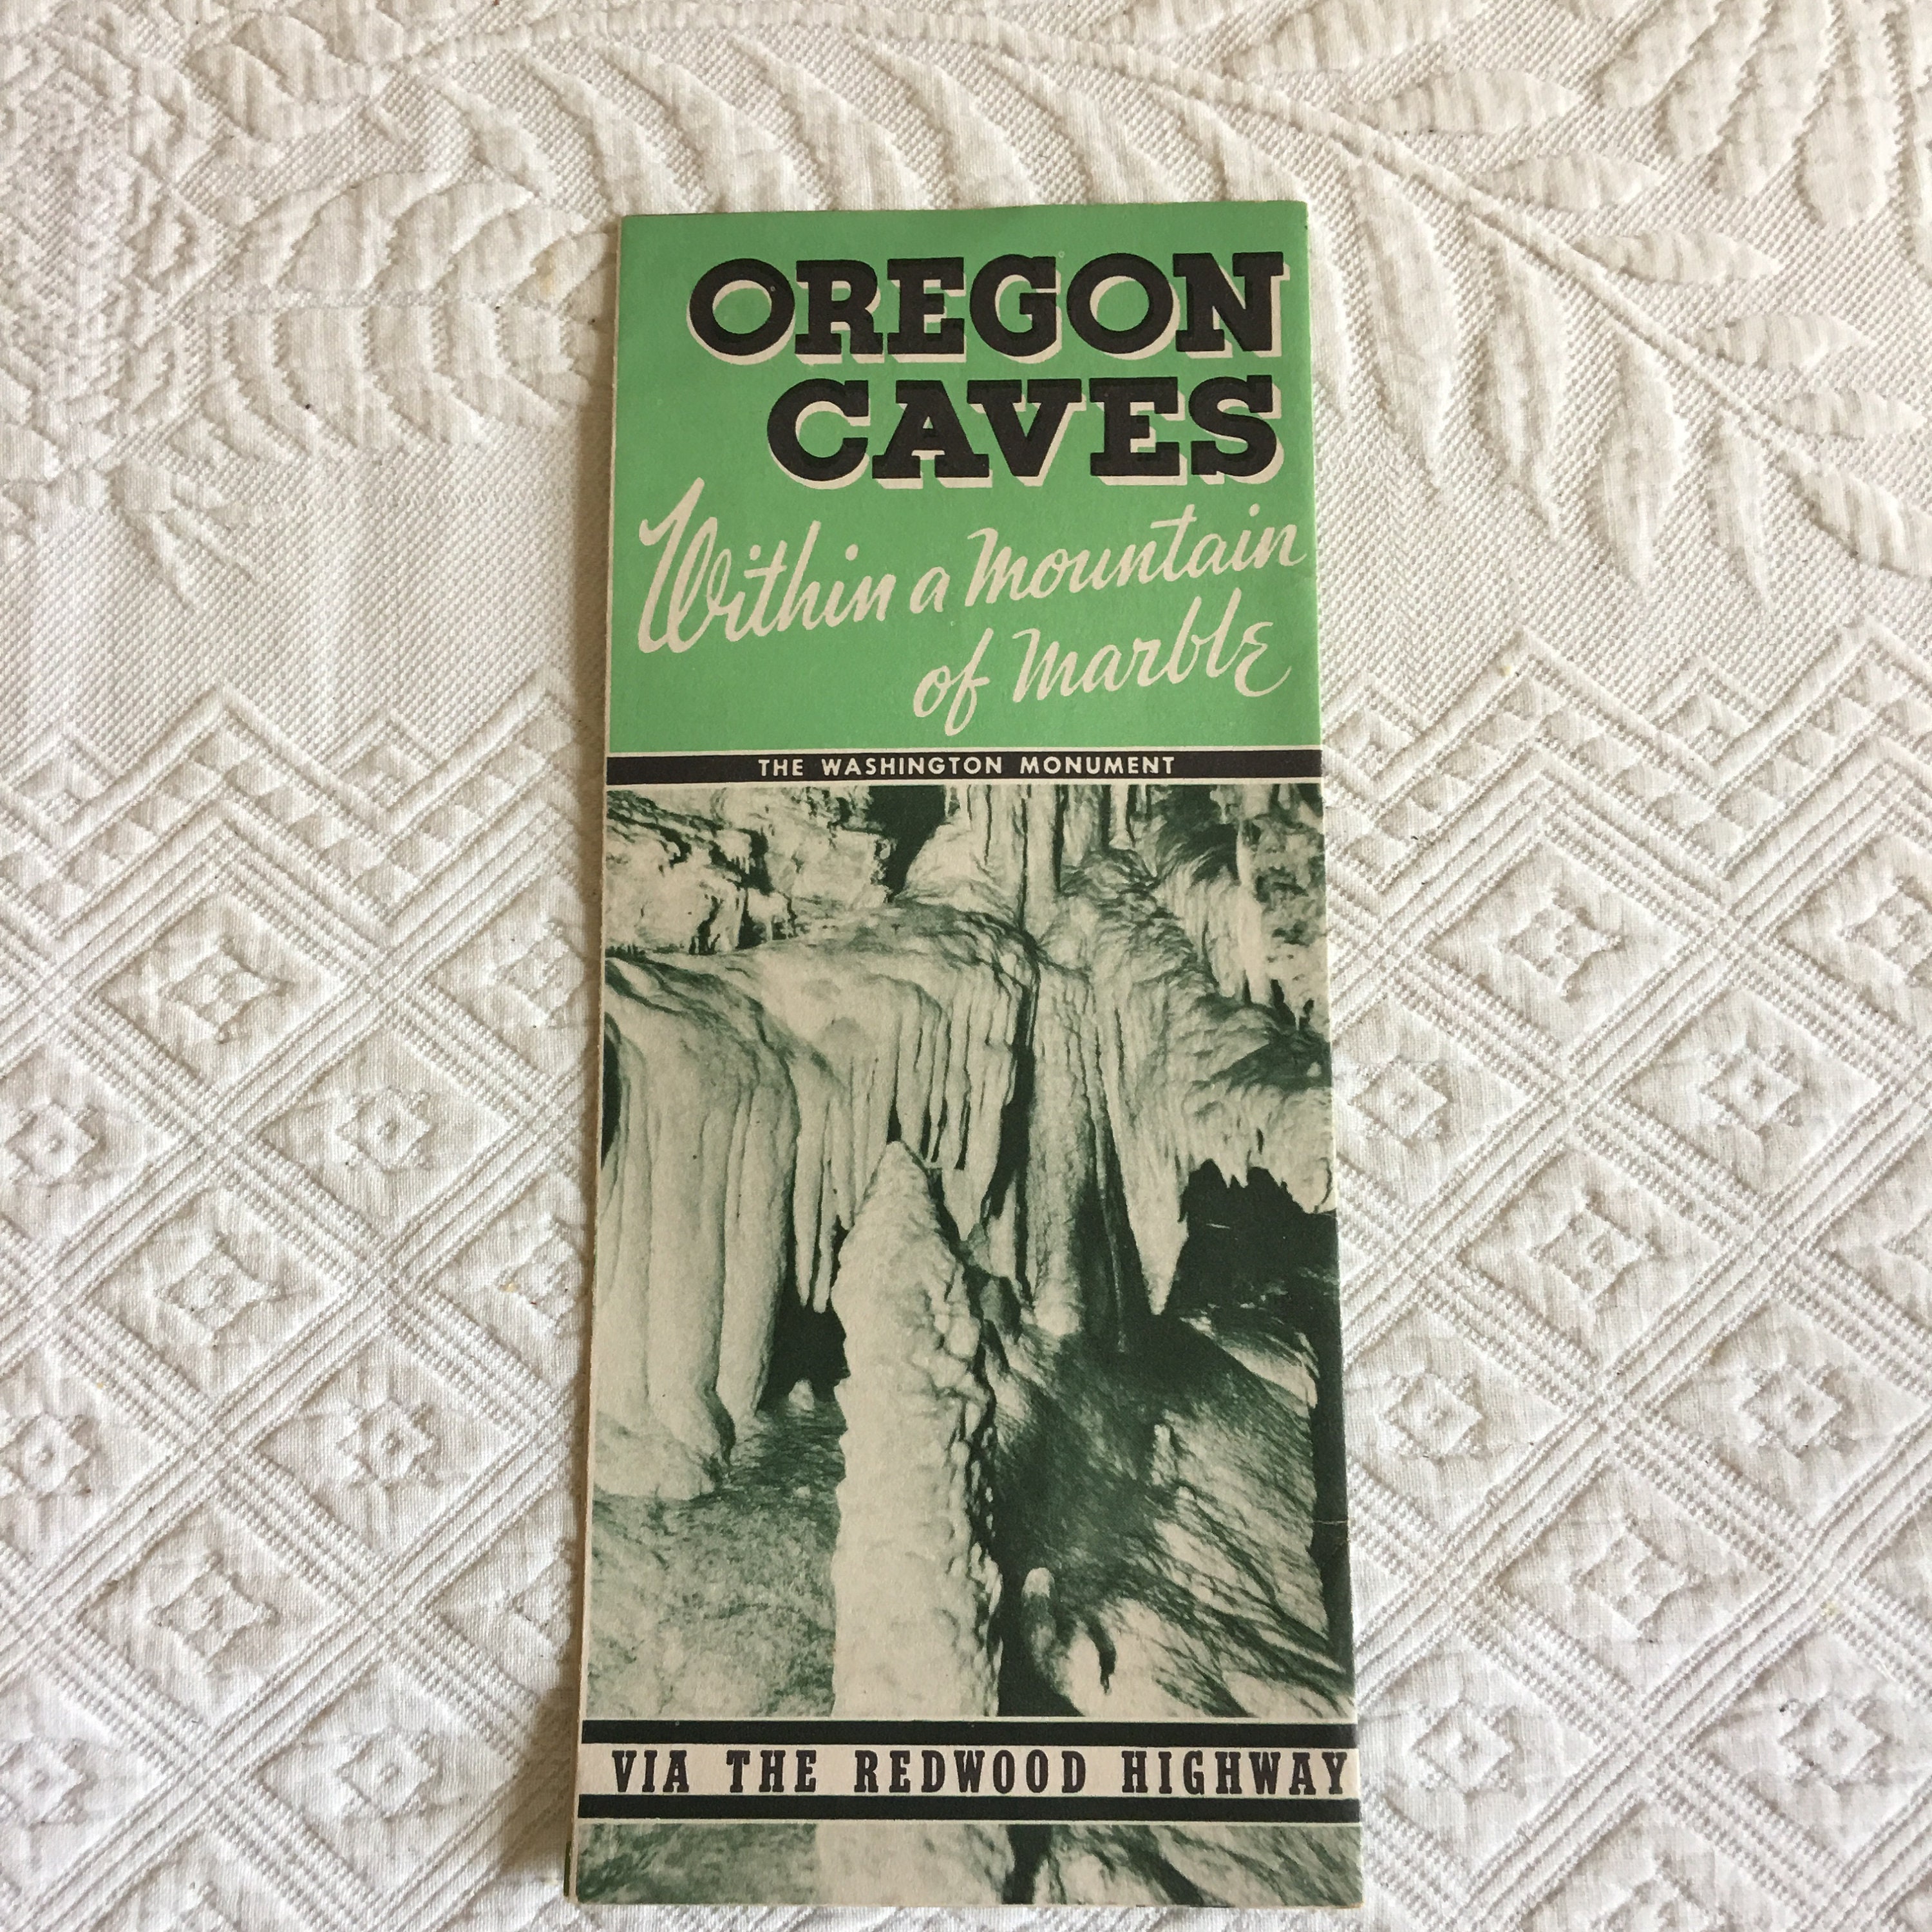 OREGON
CAVES
Within a Mountain
of Marble
THE WASHINGTON MONUMENT
VIA THE REDWOOD HIGHWAY